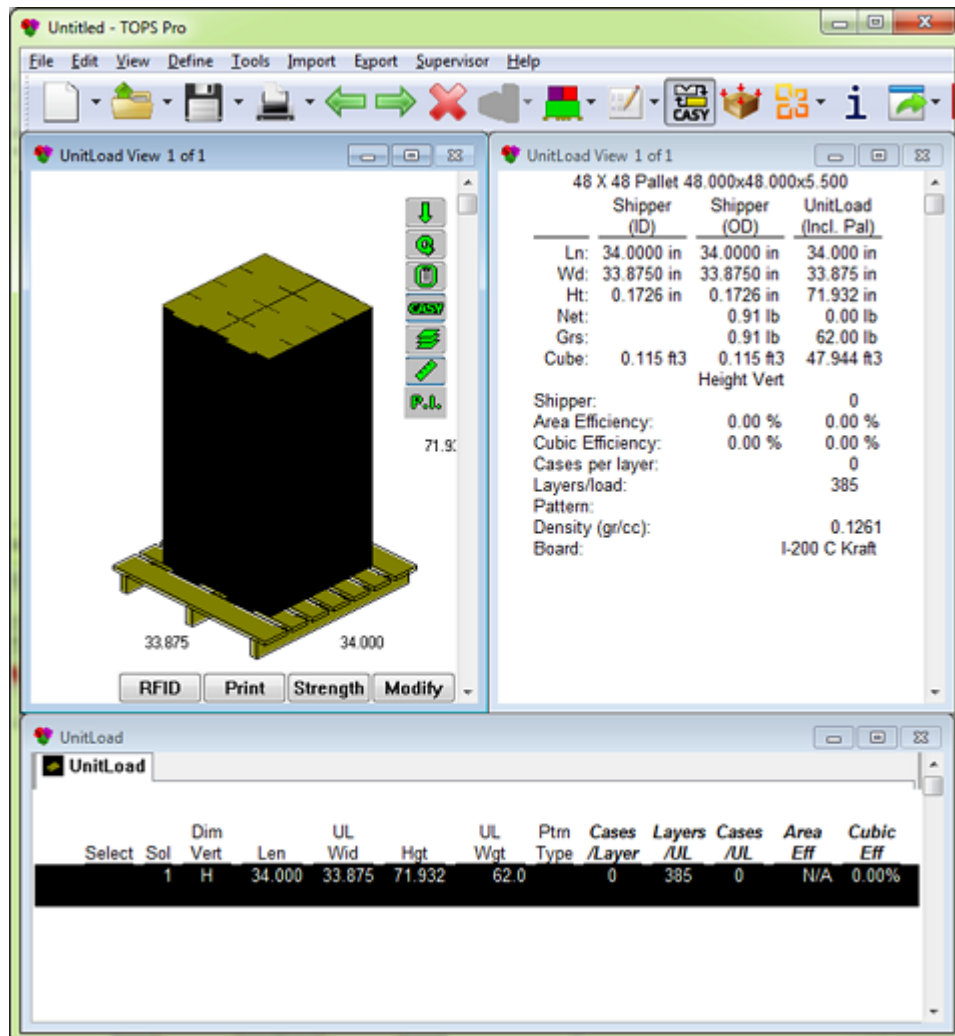 Untitled - TOPS Pro
File Edit View Define Tools Import Export Supervisor Help
CASY
UnitLoad View 1 of 1
CASY
P.I.
71.93
33.875 34.000
RFID Print Strength Modify
UnitLoad View 1 of 1
48 X 48 Pallet 48.000x48.000x5.500
Shipper Shipper UnitLoad
(ID) (OD) (Incl. Pal)
Ln: 34.0000 in 34.0000 in 34.000 in
Wd: 33.8750 in 33.8750 in 33.875 in
Ht: 0.1726 in 0.1726 in 71.932 in
Net: 0.91 lb 0.00 lb
Grs: 0.91 lb 62.00 lb
Cube: 0.115 ft3 0.115 ft3 47.944 ft3
Height Vert
Shipper: 0
Area Efficiency: 0.00 % 0.00 %
Cubic Efficiency: 0.00 % 0.00 %
Cases per layer: 0
Layers/load: 385
Pattern:
Density (gr/cc): 0.1261
Board: I-200 C Kraft
UnitLoad
UnitLoad
Dim UL UL Ptrn Cases Layers Cases Area Cubic
Select Sol Vert Len Wid Hgt Wgt Type /Layer /UL /UL Eff Eff
1 H 34.000 33.875 71.932 62.0 0 385 0 N/A 0.00%